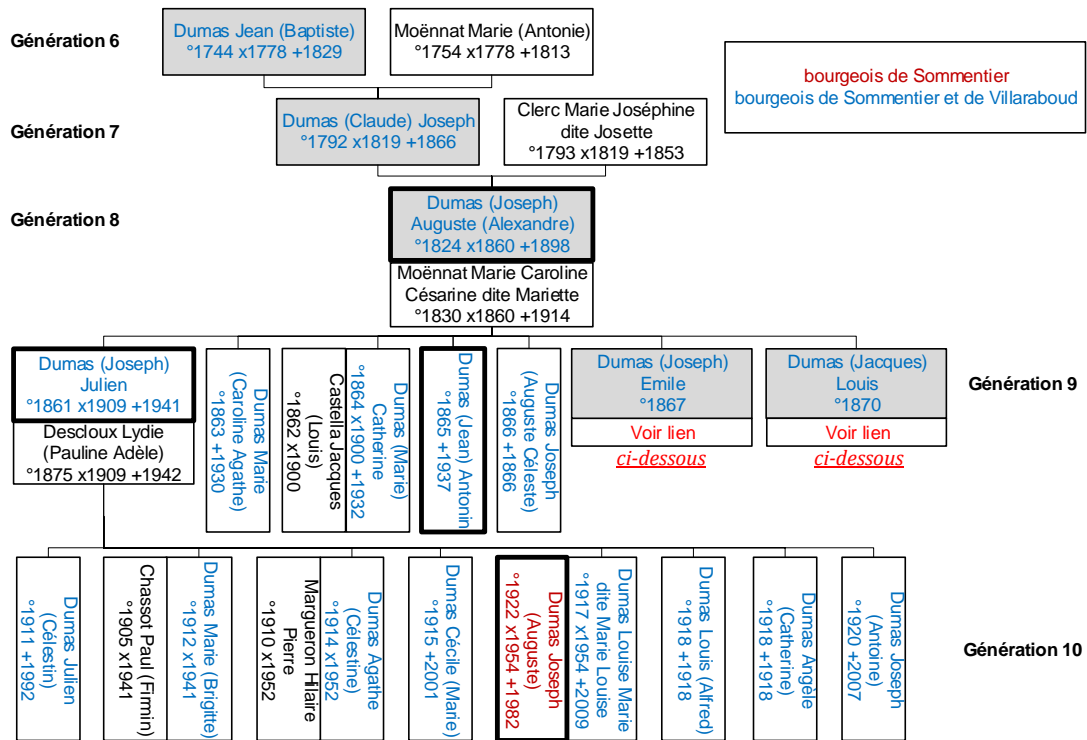 Génération 6
Dumas Jean (Baptiste)
°1744 x1778 +1829
Moënnat Marie (Antonie)
°1754 x1778 +1813
bourgeois de Sommentier
bourgeois de Sommentier et de Villaraboud
Génération 7
Dumas (Claude) Joseph
°1792 x1819 +1866
Clerc Marie Joséphine
dite Josette
°1793 x1819 +1853
Génération 8
Dumas (Joseph)
Auguste (Alexandre)
°1824 x1860 +1898
Moënnat Marie Caroline
Césarine dite Mariette
°1830 x1860 +1914
Dumas (Joseph)
Julien
°1861 x1909 +1941
Descloux Lydie
(Pauline Adèle)
°1875 x1909 +1942
Dumas Marie
(Caroline Agathe)
°1863 +1930
Castella Jacques
(Louis)
°1862 x1900
Dumas (Marie)
Catherine
°1864 x1900 +1932
Dumas (Jean) Antonin
°1865 +1937
Dumas Joseph
(Auguste Céleste)
°1866 +1866
Dumas (Joseph)
Emile
°1867
Voir lien
ci-dessous
Dumas (Jacques)
Louis
°1870
Voir lien
ci-dessous
Génération 9
Dumas Julien
(Célestin)
°1911 +1992
Chassot Paul (Firmin)
°1905 x1941
Dumas Marie (Brigitte)
°1912 x1941
Margueron Hilaire
Pierre
°1910 x1952
Dumas Agathe
(Célestine)
°1914 x1952
Dumas Cécile (Marie)
°1915 +2001
Dumas Joseph
(Auguste)
°1922 x1954 +1982
Dumas Louise Marie
dite Marie Louise
°1917 x1954 +2009
Dumas Louis (Alfred)
°1918 +1918
Dumas Angèle
(Catherine)
°1918 +1918
Dumas Joseph
(Antoine)
°1920 +2007
Génération 10